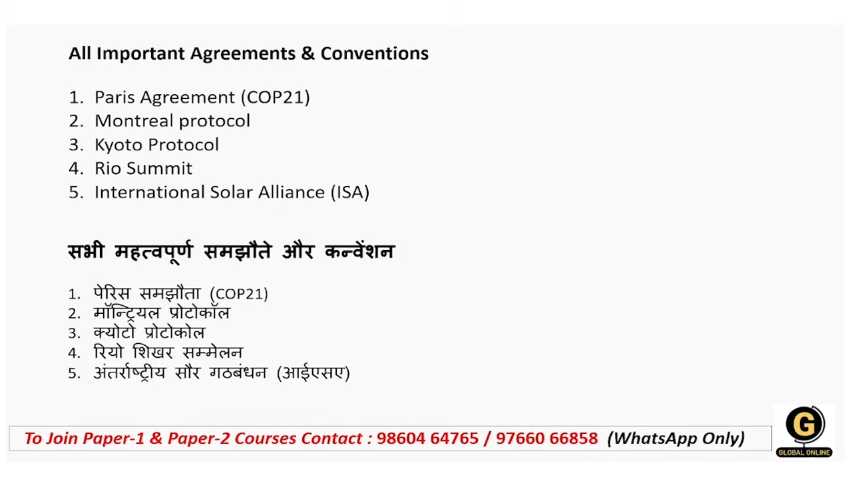 All Important Agreements & Conventions
1. Paris Agreement (COP21)
2. Montreal protocol
3. Kyoto Protocol
4. Rio Summit
5. International Solar Alliance (ISA)
सभी महत्वपूर्ण समझौते और कन्वेंशन
1. पेरिस समझौता (COP21)
2. मॉन्ट्रियल प्रोटोकॉल
3. क्योटो प्रोटोकोल
4. रियो शिखर सम्मेलन
5. अंतर्राष्ट्रीय सौर गठबंधन (आईएसए)
To Join Paper-1 & Paper-2 Courses Contact : 98604 64765 / 97660 66858 (WhatsApp Only)
G
GLOBAL ONLINE